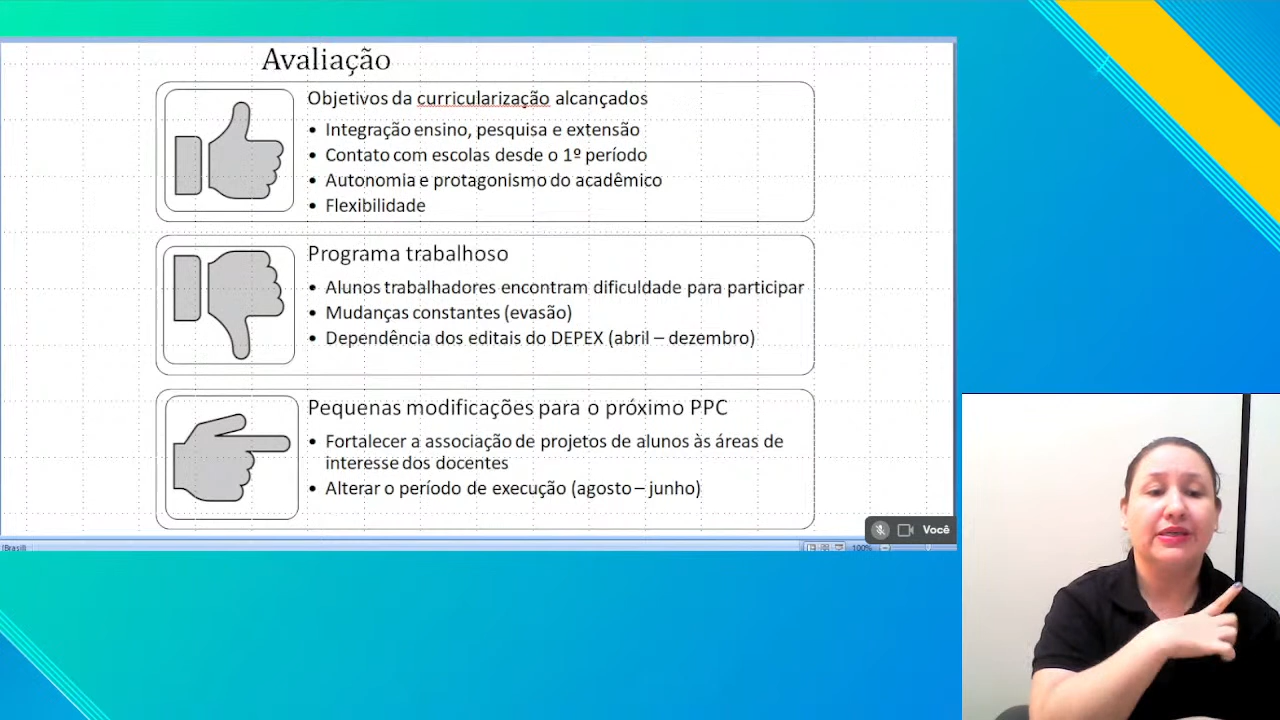 Avaliação
Objetivos da curricularização alcançados
• Integração ensino, pesquisa e extensão
• Contato com escolas desde o 1º período
• Autonomia e protagonismo do acadêmico
• Flexibilidade
Programa trabalhoso
• Alunos trabalhadores encontram dificuldade para participar
• Mudanças constantes (evasão)
• Dependência dos editais do DEPEX (abril – dezembro)
Pequenas modificações para o próximo PPC
• Fortalecer a associação de projetos de alunos às áreas de
interesse dos docentes
• Alterar o período de execução (agosto – junho)
Você
(Brasil)
100%